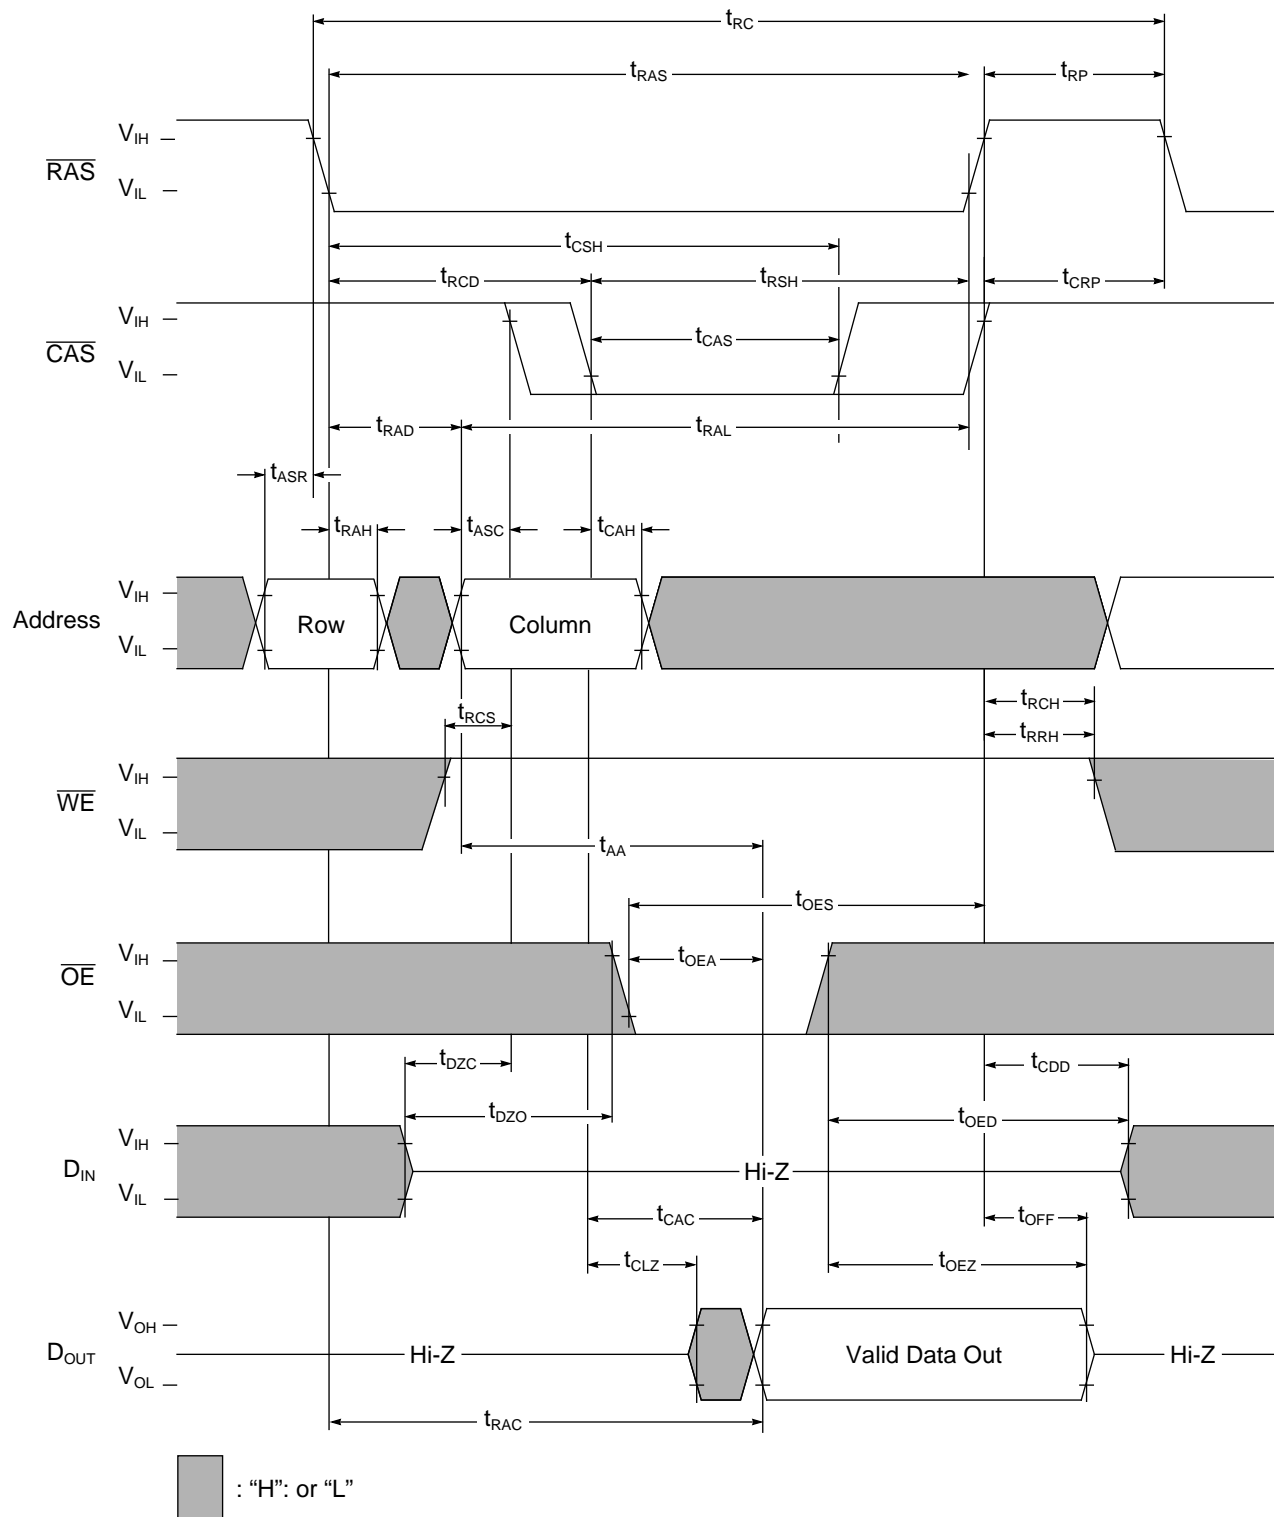 tRC
tRAS
tRP
VIH
RAS
VIL
tCSH
tRCD
tRSH
tCRP
VIH
CAS
tCAS
VIL
tRAD
tRAL
tASR
tRAH
tASC
tCAH
VIH
Address
Row
Column
VIL
tRCS
tRCH
tRRH
VIH
WE
VIL
tAA
tOES
VIH
OE
tOEA
VIL
tDZC
tCDD
tDZO
tOED
VIH
DIN
Hi-Z
VIL
tCAC
tOFF
tCLZ
tOEZ
VOH
DOUT
Hi-Z
Valid Data Out
Hi-Z
VOL
tRAC
: “H”: or “L”